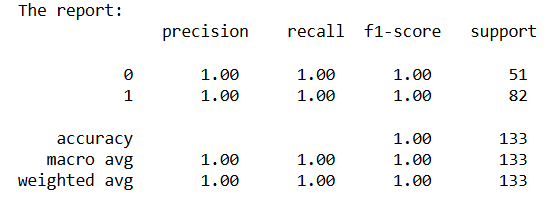 The report:
precision recall f1-score support
0 1.00 1.00 1.00 51
1 1.00 1.00 1.00 82
accuracy 1.00 133
macro avg 1.00 1.00 1.00 133
weighted avg 1.00 1.00 1.00 133